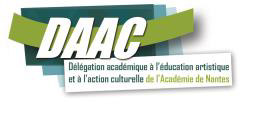 DAAC
Délégation académique à l'éducation artistique
et à l'action culturelle de l'Académie de Nantes